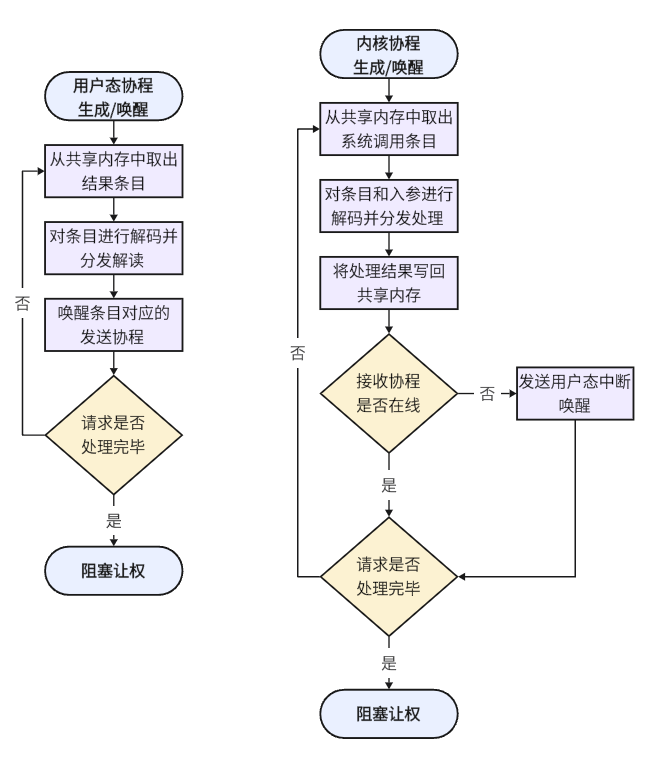 用户态协程
生成/唤醒
从共享内存中取出
结果条目
对条目进行解码并
分发解读
唤醒条目对应的
发送协程
否
请求是否
处理完毕
是
阻塞让权
内核协程
生成/唤醒
从共享内存中取出
系统调用条目
对条目和入参进行
解码并分发处理
将处理结果写回
共享内存
否
接收协程
是否在线
否
发送用户态中断
唤醒
是
请求是否
处理完毕
是
阻塞让权